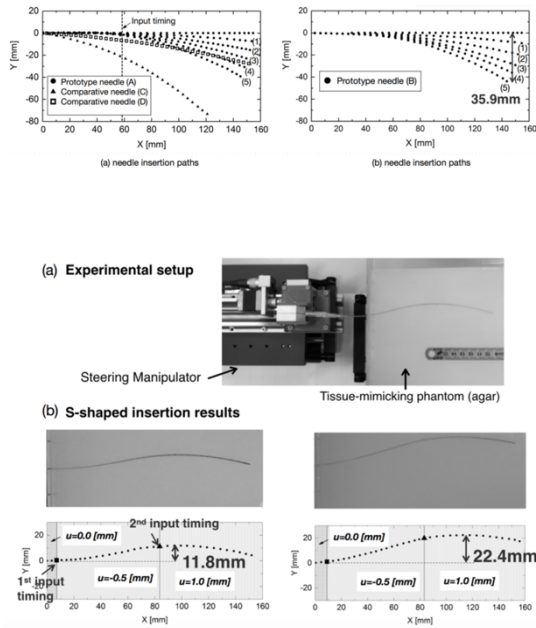 Input timing
20
0
-20
-40
-60
-80
Y [mm]
(1)
(2)
(3)
(4)
(5)
Prototype needle (A)
Comparative needle (C)
Comparative needle (D)
0 20 40 60 80 100 120 140 160
X [mm]
(a) needle insertion paths
20
0
-20
-40
-60
-80
Y [mm]
Prototype needle (B)
(1)
(2)
(3)
(4)
(5)
35.9mm
0 20 40 60 80 100 120 140 160
X [mm]
(b) needle insertion paths
(a) Experimental setup
Steering Manipulator
Tissue-mimicking phantom (agar)
(b) S-shaped insertion results
2nd input timing
u=0.0 [mm]
11.8mm
1st input timing
u=-0.5 [mm]
u=1.0 [mm]
Y [mm]
20
0
0 20 40 60 80 100 120 140 160
X [mm]
u=0.0 [mm]
22.4mm
u=-0.5 [mm]
u=1.0 [mm]
Y [mm]
20
0
0 20 40 60 80 100 120 140 160
X [mm]